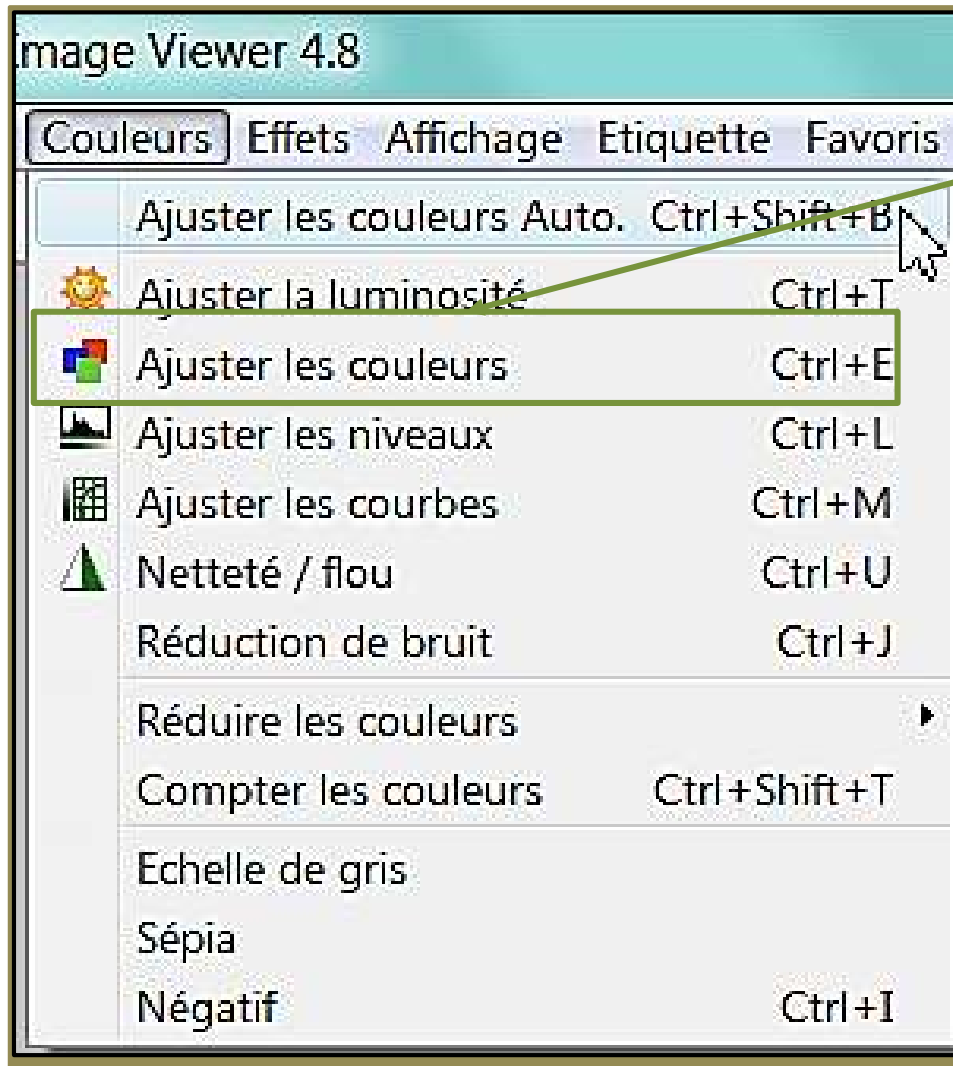 Image Viewer 4.8
Couleurs Effets Affichage Etiquette Favoris
Ajuster les couleurs Auto. Ctrl+Shift+B
Ajuster la luminosité Ctrl+T
Ajuster les couleurs Ctrl+E
Ajuster les niveaux Ctrl+L
Ajuster les courbes Ctrl+M
Netteté / flou Ctrl+U
Réduction de bruit Ctrl+J
Réduire les couleurs
Compter les couleurs Ctrl+Shift+T
Echelle de gris
Sépia
Négatif Ctrl+I